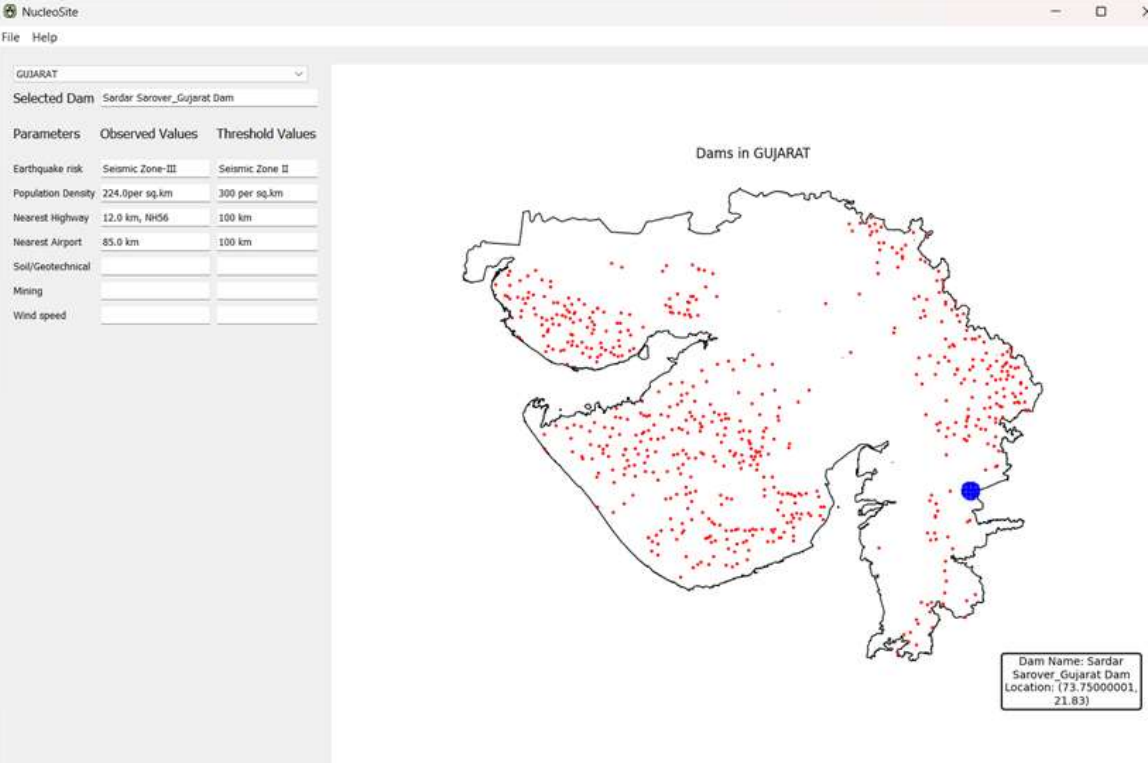 NucleoSite
File Help
GUJARAT
Selected Dam Sardar Sarover_Gujarat Dam
Parameters Observed Values Threshold Values
Earthquake risk Seismic Zone-III Seismic Zone II
Population Density 224.0per sq.km 300 per sq.km
Nearest Highway 12.0 km, NH56 100 km
Nearest Airport 85.0 km 100 km
Soil/Geotechnical
Mining
Wind speed
Dams in GUJARAT
Dam Name: Sardar
Sarover_Gujarat Dam
Location: (73.75000001,
21.83)